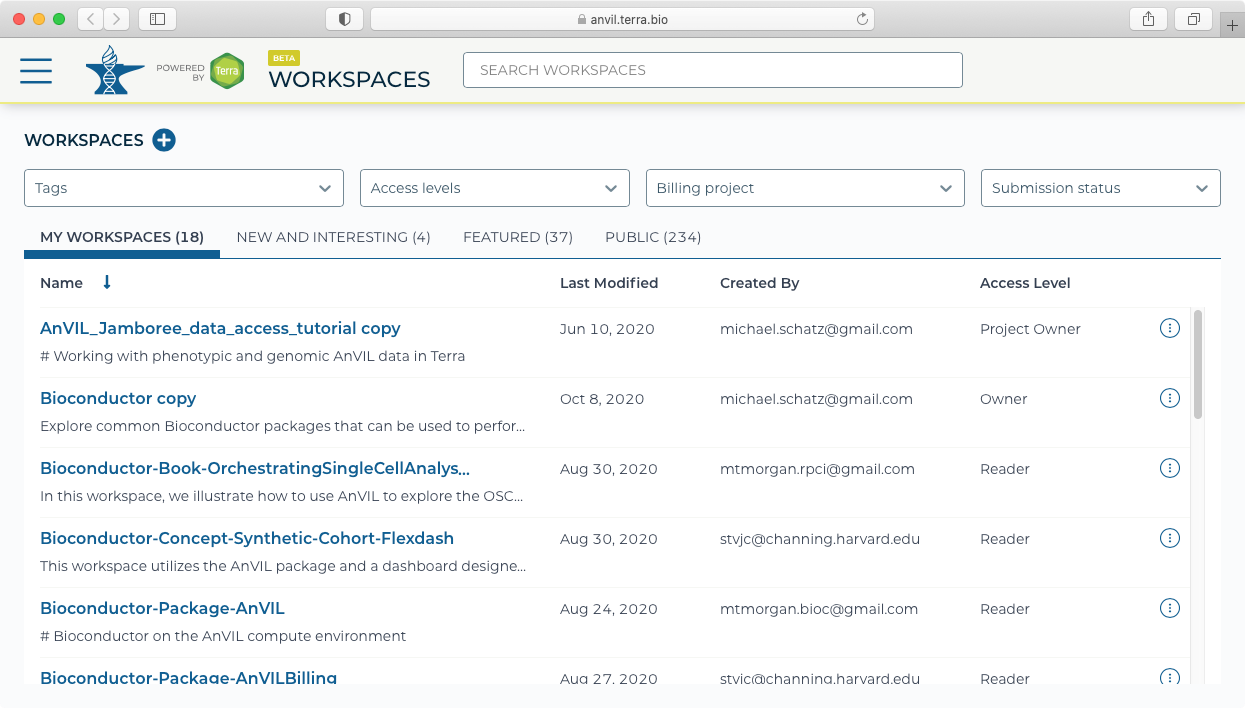 anvil.terra.bio
POWERED BY
Terra
BETA
WORKSPACES
SEARCH WORKSPACES
WORKSPACES
Tags
Access levels
Billing project
Submission status
MY WORKSPACES (18) NEW AND INTERESTING (4) FEATURED (37) PUBLIC (234)
Name Last Modified Created By Access Level
AnVIL_Jamboree_data_access_tutorial copy Jun 10, 2020 michael.schatz@gmail.com Project Owner
# Working with phenotypic and genomic AnVIL data in Terra
Bioconductor copy Oct 8, 2020 michael.schatz@gmail.com Owner
Explore common Bioconductor packages that can be used to perfor...
Bioconductor-Book-OrchestratingSingleCellAnalys... Aug 30, 2020 mtmorgan.rpci@gmail.com Reader
In this workspace, we illustrate how to use AnVIL to explore the OSC...
Bioconductor-Concept-Synthetic-Cohort-Flexdash Aug 30, 2020 stvjc@channing.harvard.edu Reader
This workspace utilizes the AnVIL package and a dashboard designe...
Bioconductor-Package-AnVIL Aug 24, 2020 mtmorgan.bioc@gmail.com Reader
# Bioconductor on the AnVIL compute environment
Bioconductor-Package-AnVILBilling Aug 27, 2020 stvjc@channing.harvard.edu Reader